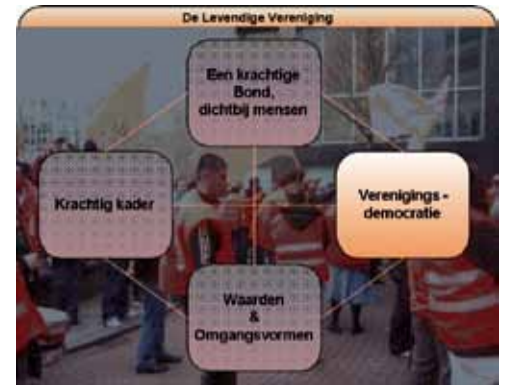 De Levendige Vereniging
Een krachtige
Bond,
dichtbij mensen
Krachtig kader
Verenigings -
democratie
Waarden
&
Omgangsvormen